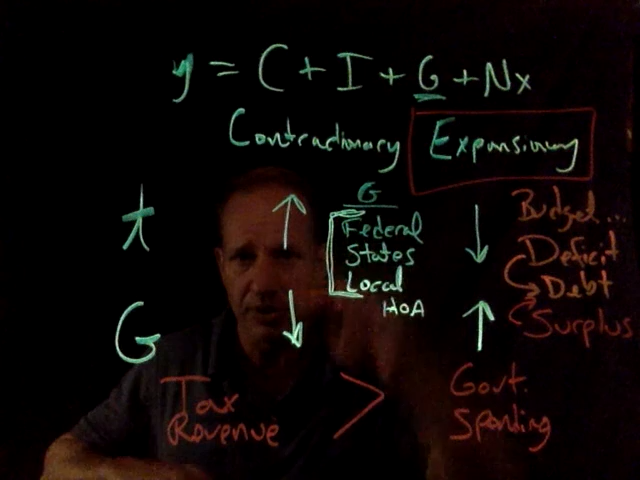 y = C + I + G + Nx
Contractionary Expansionary
G
Federal
States
Local
HOA
Budget...
Deficit
Debt
Surplus
t ↑ ↓
G ↓ ↑
Tax Revenue > Govt. Spending